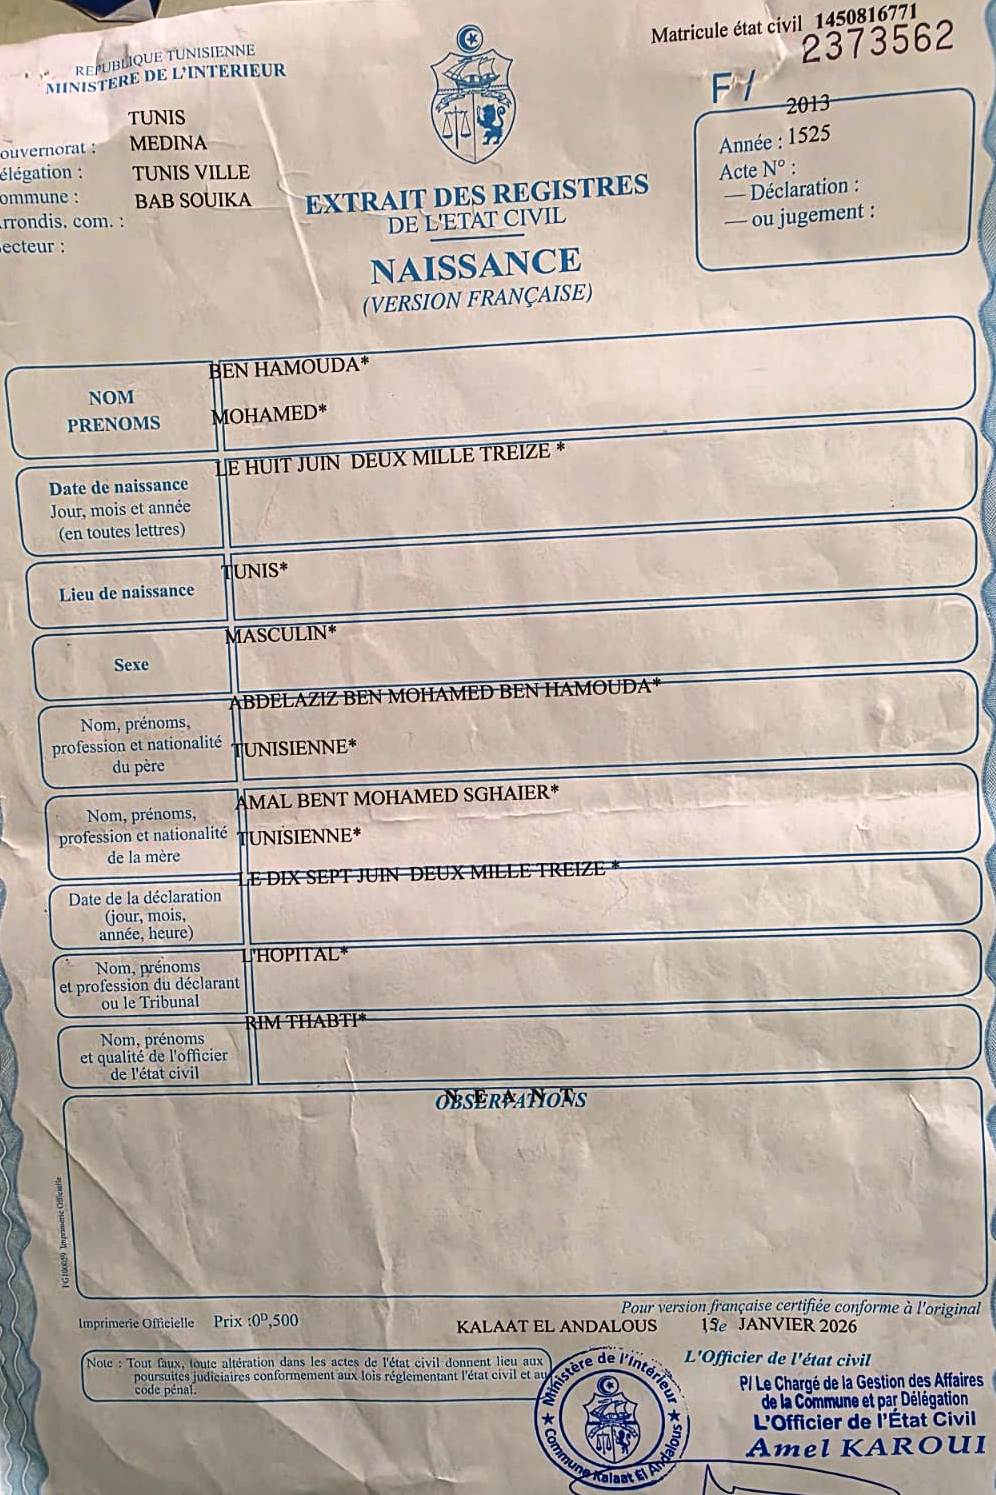 Matricule état civil 1450816771
2373562
REPUBLIQUE TUNISIENNE
MINISTERE DE L'INTERIEUR
F/
TUNIS
ouvernorat : MEDINA
élégation : TUNIS VILLE
ommune : BAB SOUIKA
rrondis. com. :
ecteur :
EXTRAIT DES REGISTRES
DE L'ETAT CIVIL
NAISSANCE
(VERSION FRANÇAISE)
2013
Année : 1525
Acte N° :
— Déclaration :
— ou jugement :
NOM
PRENOMS
BEN HAMOUDA*
MOHAMED*
Date de naissance
Jour, mois et année
(en toutes lettres)
LE HUIT JUIN DEUX MILLE TREIZE *
Lieu de naissance
TUNIS*
Sexe
MASCULIN*
Nom, prénoms,
profession et nationalité
du père
ABDELAZIZ BEN MOHAMED BEN HAMOUDA*
TUNISIENNE*
Nom, prénoms,
profession et nationalité
de la mère
AMAL BENT MOHAMED SGHAIER*
TUNISIENNE*
Date de la déclaration
(jour, mois,
année, heure)
LE DIX SEPT JUIN DEUX MILLE TREIZE *
Nom, prénoms
et profession du déclarant
ou le Tribunal
L'HOPITAL*
Nom, prénoms
et qualité de l'officier
de l'état civil
RIM THABTI*
OBSERVATIONS
N E A N T
Imprimerie Officielle
Imprimerie Officielle Prix :0ᴰ,500
Pour version française certifiée conforme à l'original
KALAAT EL ANDALOUS JANVIER 2026
Note : Tout faux, toute altération dans les actes de l'état civil donnent lieu aux
poursuites judiciaires conformement aux lois réglementant l'état civil et au
code pénal.
Ministère de l'Intérieur
Commune Kalaat El Andalous
L'Officier de l'état civil
P/ Le Chargé de la Gestion des Affaires
de la Commune et par Délégation
L'Officier de l'État Civil
Amel KAROUI